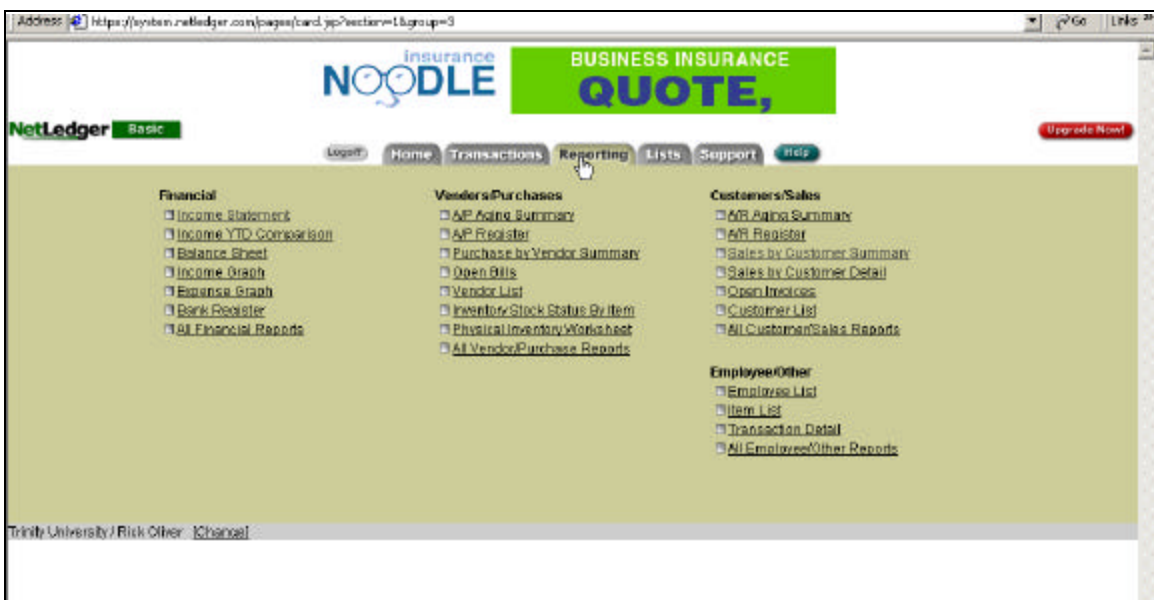 Address https://system.netledger.com/pages/card.jsp?section=1&group=3 Go Links »
insurance
NOODLE
BUSINESS INSURANCE
QUOTE,
NetLedger Basic
Upgrade Now!
Logoff Home Transactions Reporting Lists Support Help
Financial
Income Statement
Income YTD Comparison
Balance Sheet
Income Graph
Expense Graph
Bank Register
All Financial Reports
Vendors/Purchases
A/P Aging Summary
A/P Register
Purchase by Vendor Summary
Open Bills
Vendor List
Inventory Stock Status By Item
Physical Inventory Worksheet
All Vendor/Purchase Reports
Customers/Sales
A/R Aging Summary
A/R Register
Sales by Customer Summary
Sales by Customer Detail
Open Invoices
Customer List
All Customer/Sales Reports
Employee/Other
Employee List
Item List
Transaction Detail
All Employee/Other Reports
Trinity University / Rick Oliver [Change]